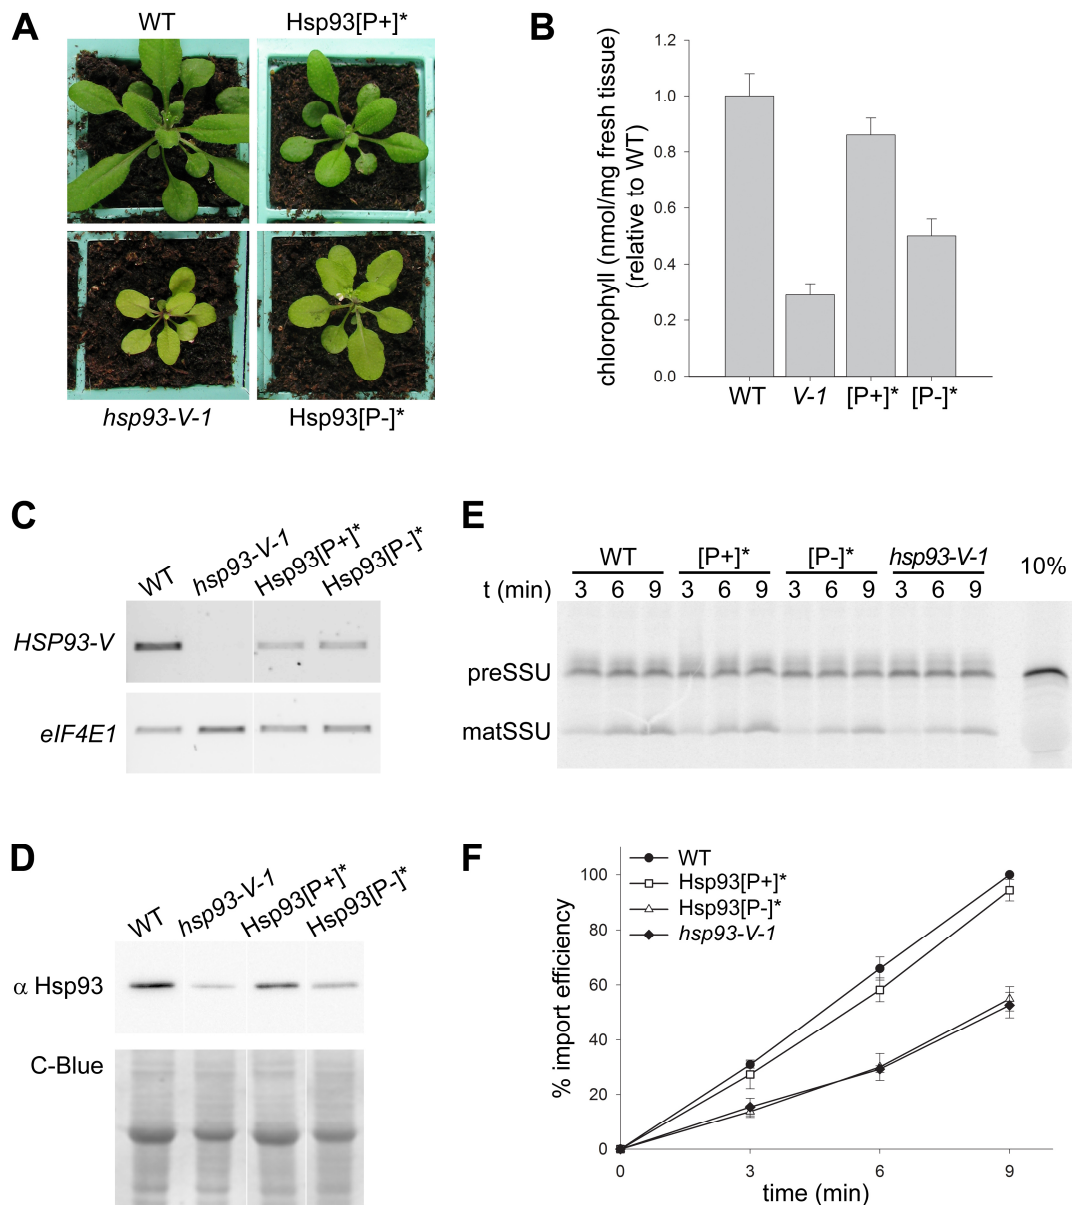 A
WT
Hsp93[P+]*
hsp93-V-1
Hsp93[P-]*
B
chlorophyll (nmol/mg fresh tissue)
(relative to WT)
1.2
1.0
0.8
0.6
0.4
0.2
0.0
WT
V-1
[P+]*
[P-]*
C
WT
hsp93-V-1
Hsp93[P+]*
Hsp93[P-]*
HSP93-V
eIF4E1
D
WT
hsp93-V-1
Hsp93[P+]*
Hsp93[P-]*
α Hsp93
C-Blue
E
WT
[P+]*
[P-]*
hsp93-V-1
10%
t (min)
3 6 9 3 6 9 3 6 9 3 6 9
preSSU
matSSU
F
WT
Hsp93[P+]*
Hsp93[P-]*
hsp93-V-1
% import efficiency
100
80
60
40
20
0
0
3
6
9
time (min)